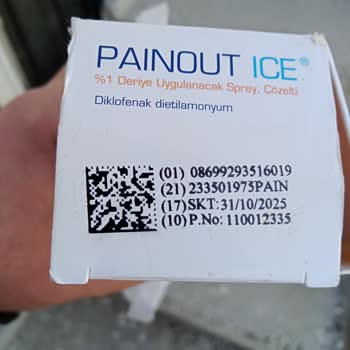 PAINOUT ICE®
%1 Deriye Uygulanacak Sprey, Çözelti
Diklofenak dietilamonyum
(01) 08699293516019
(21) 233501975PAIN
(17) SKT: 31/10/2025
(10) P.No: 110012335